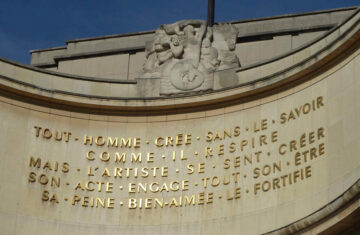 TOUT·HOMME·CRÉE·SANS·LE·SAVOIR
COMME·IL·RESPIRE
MAIS·L'ARTISTE·SE·SENT·CRÉER
SON·ACTE·ENGAGE·TOUT·SON·ÊTRE
SA·PEINE·BIEN-AIMÉE·LE·FORTIFIE